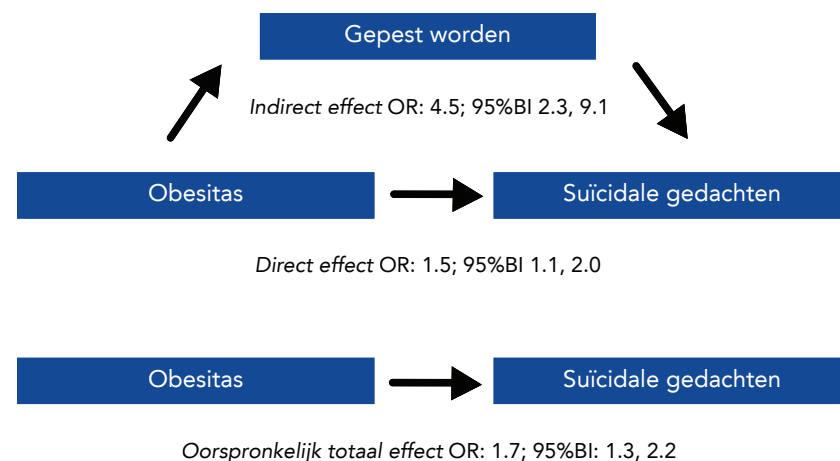 Gepest worden
Indirect effect OR: 4.5; 95%BI 2.3, 9.1
Obesitas
Suïcidale gedachten
Direct effect OR: 1.5; 95%BI 1.1, 2.0
Obesitas
Suïcidale gedachten
Oorspronkelijk totaal effect OR: 1.7; 95%BI: 1.3, 2.2